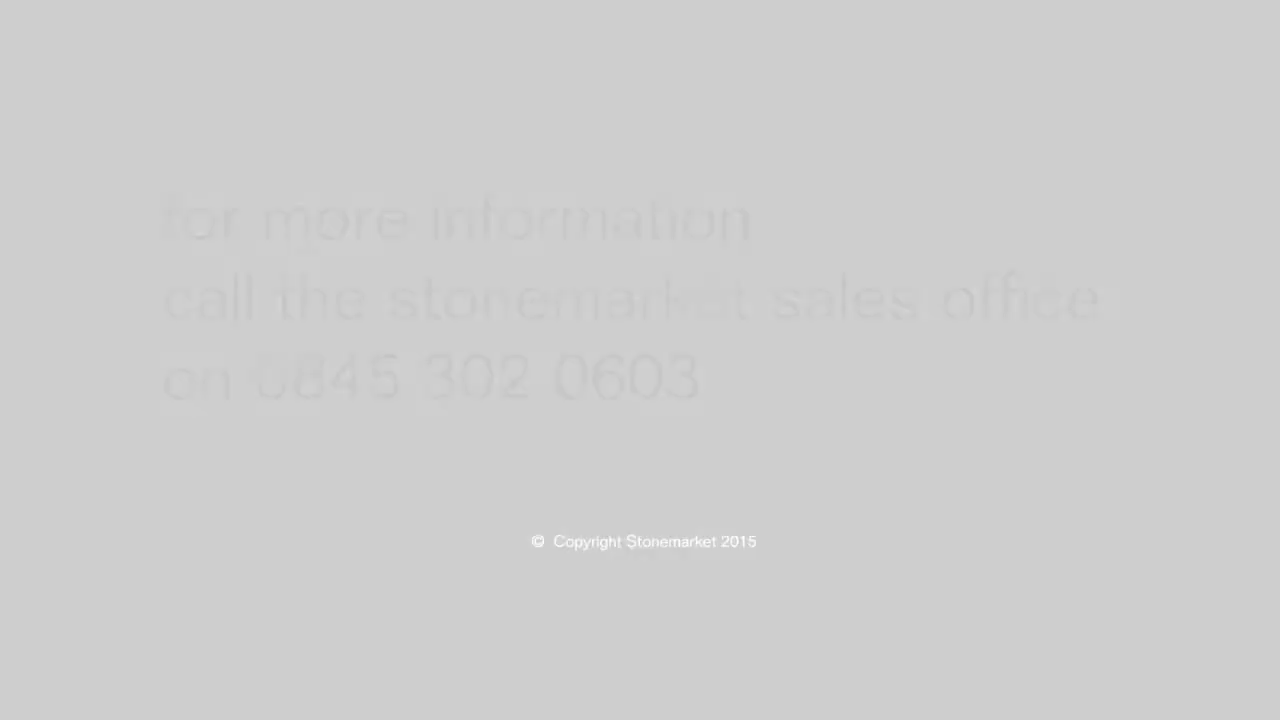 for more information
call the stonemarket sales office
on 0845 302 0603
© Copyright Stonemarket 2015